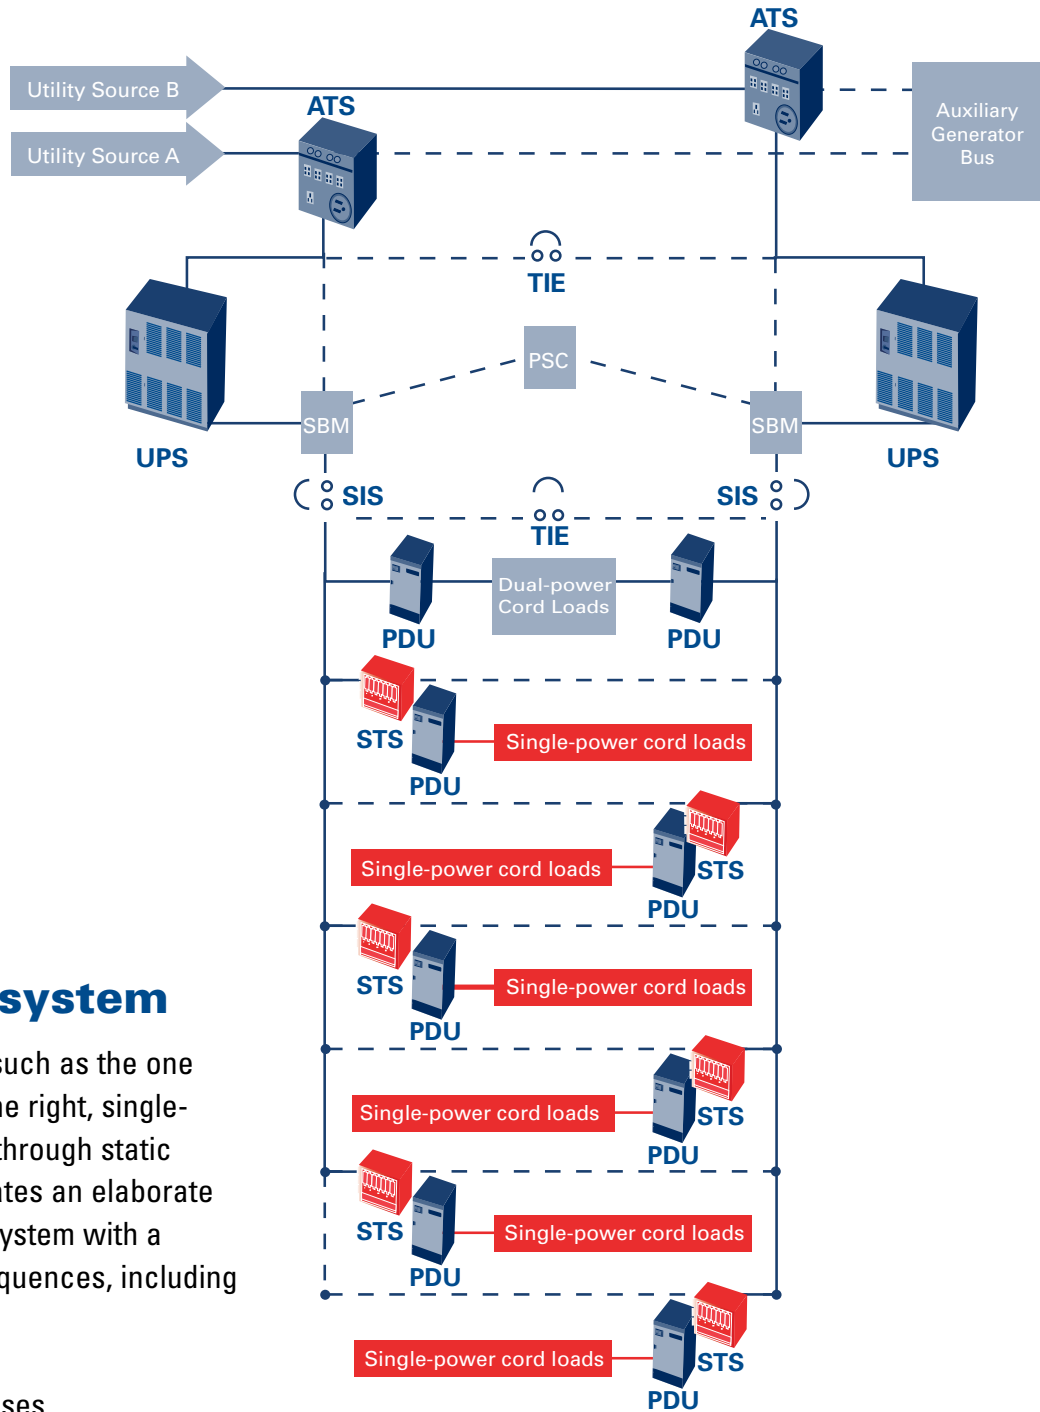 ATS
Utility Source B
ATS
Auxiliary
Generator
Bus
Utility Source A
TIE
PSC
SBM
SBM
UPS
UPS
SIS
SIS
TIE
Dual-power
Cord Loads
PDU
PDU
STS
Single-power cord loads
PDU
Single-power cord loads
STS
PDU
STS
Single-power cord loads
PDU
Single-power cord loads
STS
PDU
STS
Single-power cord loads
PDU
Single-power cord loads
STS
PDU
system
such as the one
right, single-
through static
an elaborate
with a
including